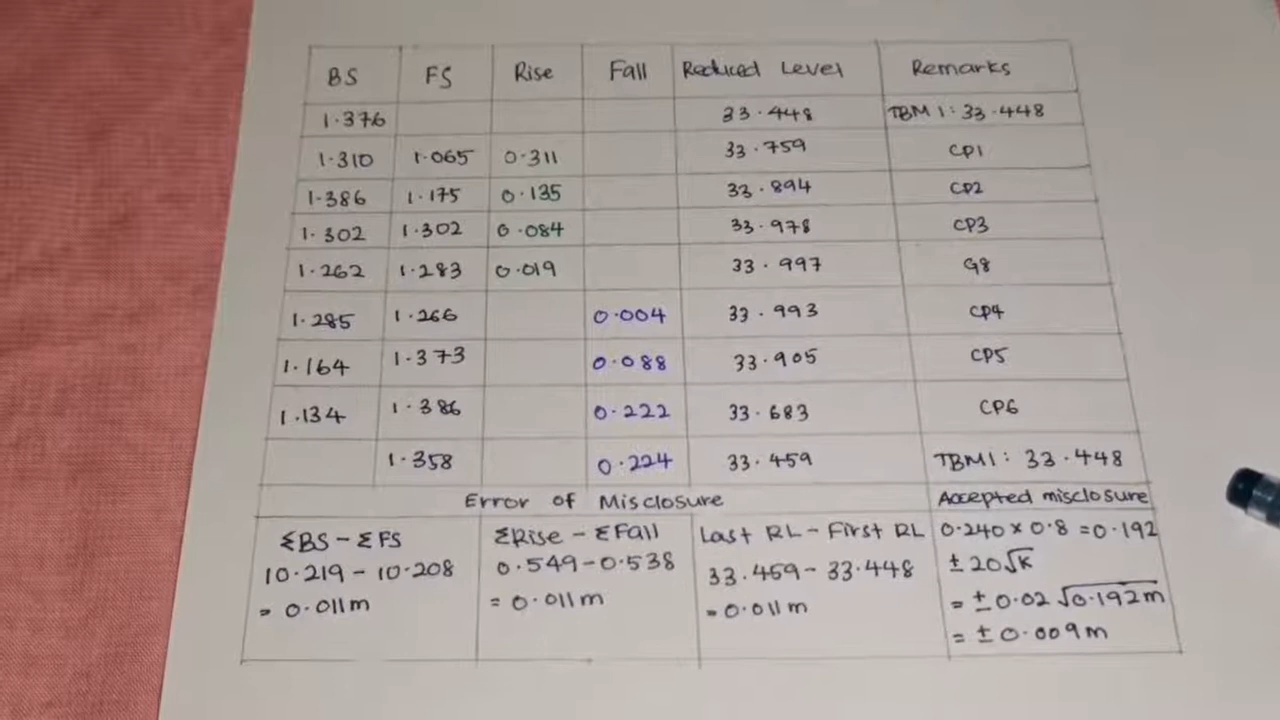 BS FS Rise Fall Reduced Level Remarks
1.376 33.448 TBM 1: 33.448
1.310 1.065 0.311 33.759 CP1
1.386 1.175 0.135 33.894 CP2
1.302 1.302 0.084 33.978 CP3
1.262 1.283 0.019 33.997 G8
1.285 1.266 0.004 33.993 CP4
1.164 1.373 0.088 33.905 CP5
1.134 1.386 0.222 33.683 CP6
1.358 0.224 33.459 TBM1: 33.448
Error of Misclosure Accepted misclosure
ΣBS - ΣFS ΣRise - ΣFall Last RL - First RL 0.240 x 0.8 = 0.192
10.219 - 10.208 0.549 - 0.538 33.459 - 33.448 ± 20√K
= 0.011m = 0.011m = 0.011m = ± 0.02 √0.192m
= ± 0.009m